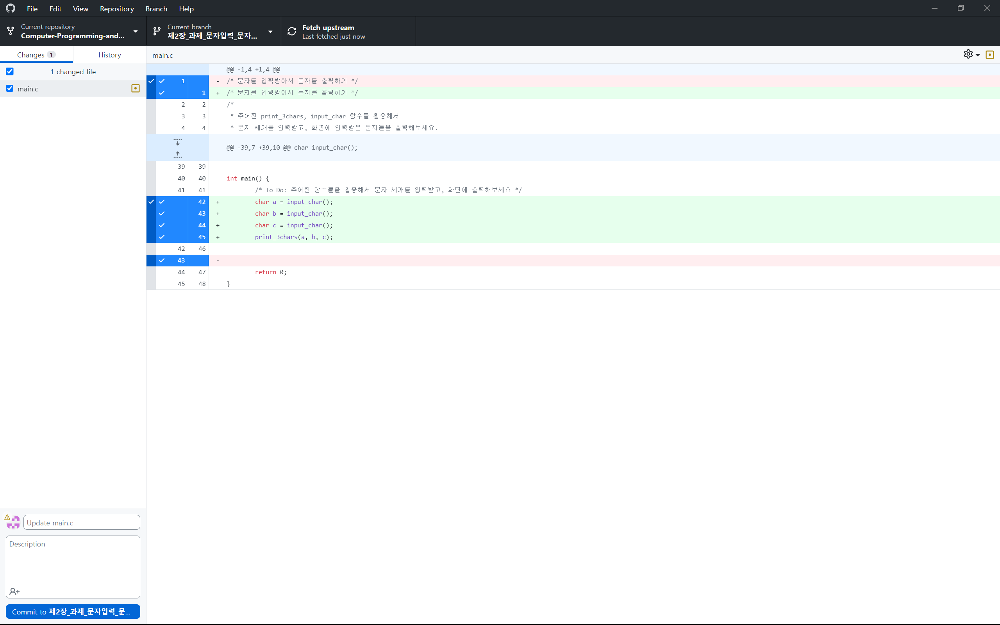 File Edit View Repository Branch Help
Current repository
Computer-Programming-and...
Current branch
제2장_과제_문자입력_문자...
Fetch upstream
Last fetched just now
Changes 1 History
1 changed file
main.c
main.c
@@ -1,4 +1,4 @@
1 - /* 문자를 입력받아서 문자를 출력하기 */
1 + /* 문자를 입력받아서 문자를 출력하기 */
2 2 /*
3 3 * 주어진 print_3chars, input_char 함수를 활용해서
4 4 * 문자 세개를 입력받고, 화면에 입력받은 문자들을 출력해보세요.
@@ -39,7 +39,10 @@ char input_char();
39 39
40 40 int main() {
41 41 /* To Do: 주어진 함수들을 활용해서 문자 세개를 입력받고, 화면에 출력해보세요 */
42 + char a = input_char();
43 + char b = input_char();
44 + char c = input_char();
45 + print_3chars(a, b, c);
42 46
43 -
44 47 return 0;
45 48 }
Update main.c
Description
Commit to 제2장_과제_문자입력_문...